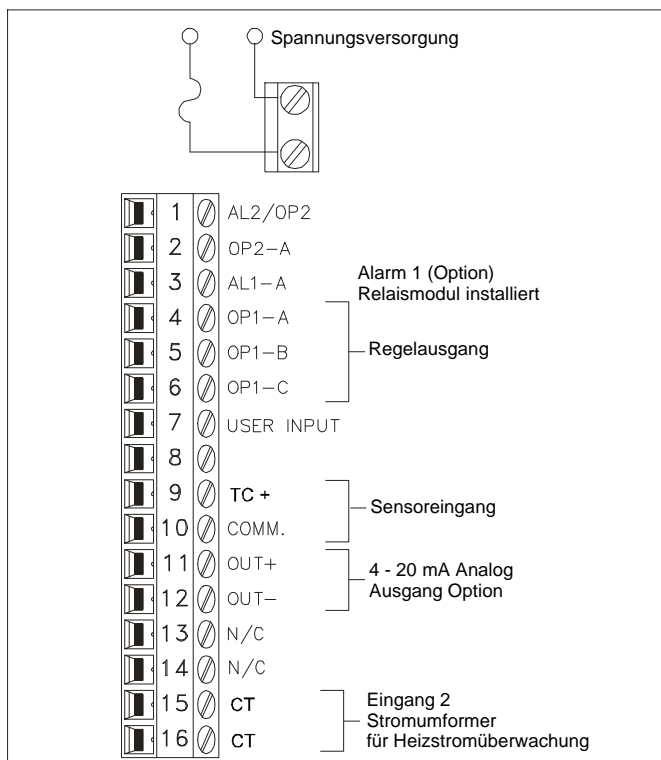 Spannungsversorgung
1 AL2/OP2
2 OP2-A
3 AL1-A
Alarm 1 (Option)
Relaismodul installiert
4 OP1-A
5 OP1-B
Regelausgang
6 OP1-C
7 USER INPUT
8
9 TC +
10 COMM.
Sensoreingang
11 OUT+
12 OUT-
4 - 20 mA Analog
Ausgang Option
13 N/C
14 N/C
15 CT
16 CT
Eingang 2
Stromumformer
für Heizstromüberwachung